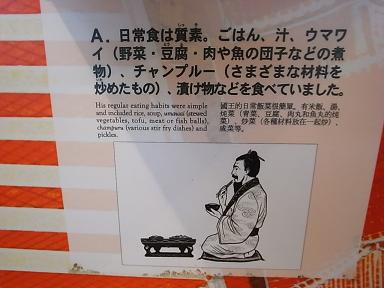 A. 日常食は質素。ごはん、汁、ウマワ
イ（野菜・豆腐・肉や魚の団子などの煮
物）、チャンプルー（さまざまな材料を
炒めたもの）、漬け物などを食べていました。
His regular eating habits were simple
and included rice, soup, umawai (stewed
vegetables, tofu, meat or fish balls),
champuru (various stir fry dishes) and
pickles.
國王的日常飯菜很簡單。有米飯、湯、
炖菜（青菜、豆腐、肉丸和魚丸的炖
菜）、炒菜（各種材料放在一起炒）、
咸菜等。